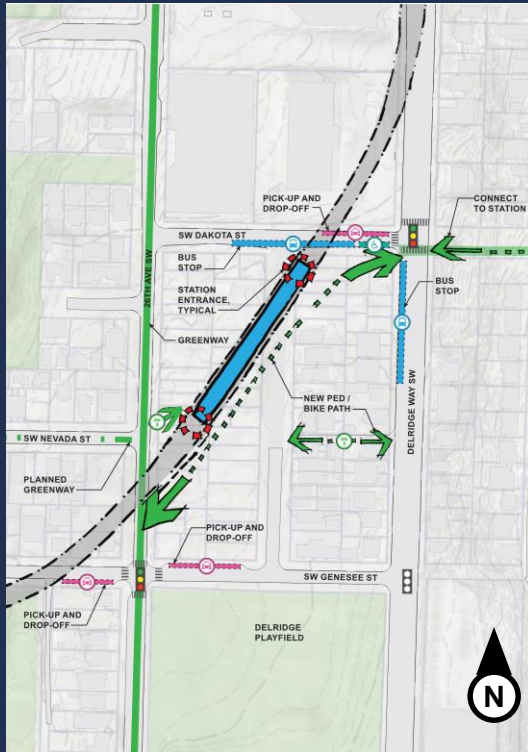 PICK-UP AND
DROP-OFF
CONNECT
TO STATION
SW DAKOTA ST
BUS
STOP
STATION
ENTRANCE,
TYPICAL
BUS
STOP
26TH AVE SW
GREENWAY
DELRIDGE WAY SW
NEW PED /
BIKE PATH
SW NEVADA ST
PLANNED
GREENWAY
PICK-UP AND
DROP-OFF
SW GENESEE ST
PICK-UP AND
DROP-OFF
DELRIDGE
PLAYFIELD
N